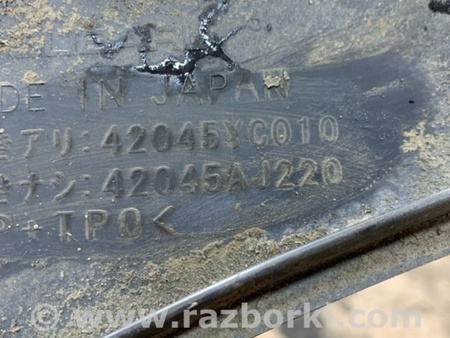 DE IN JAPAN
アリ:42045YC010
ナシ:42045AJ220
P+TPO<
© - www.razborki.com